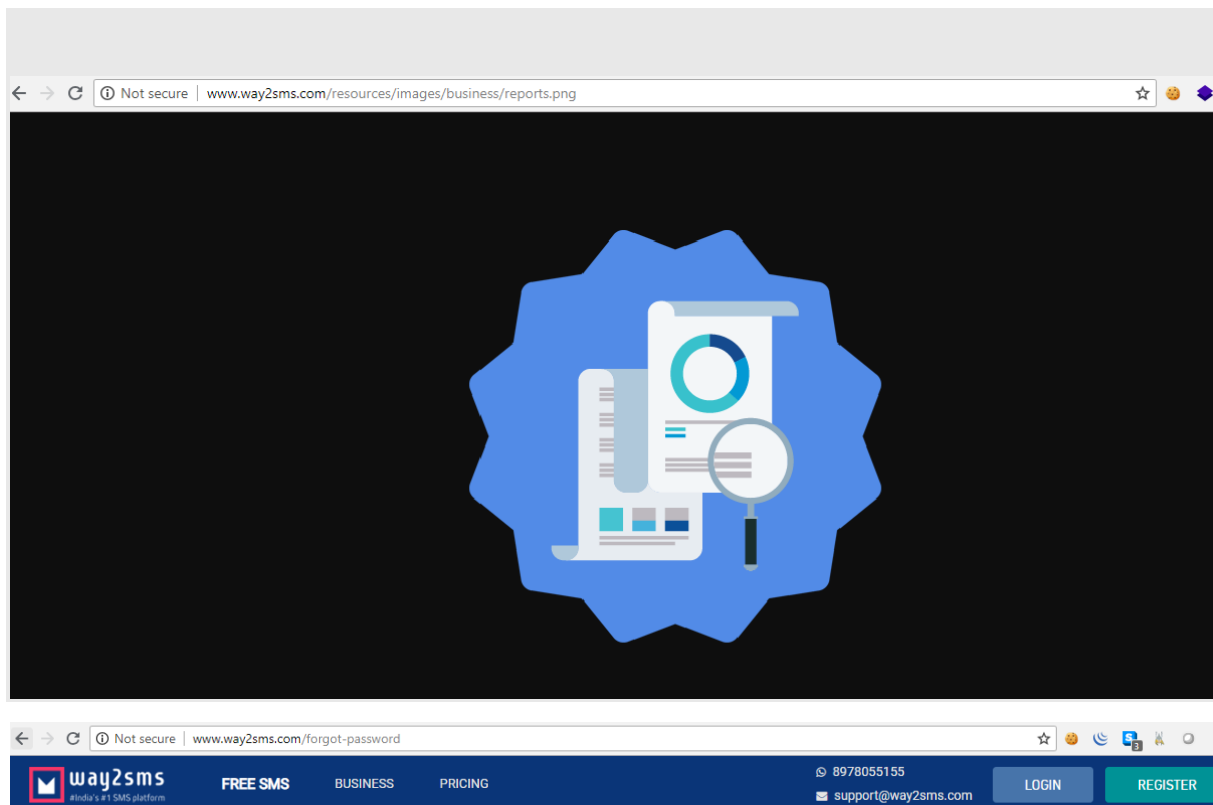 Not secure | www.way2sms.com/resources/images/business/reports.png
Not secure | www.way2sms.com/forgot-password
way2sms
#India's #1 SMS platform
FREE SMS
BUSINESS
PRICING
8978055155
support@way2sms.com
LOGIN
REGISTER
S
3